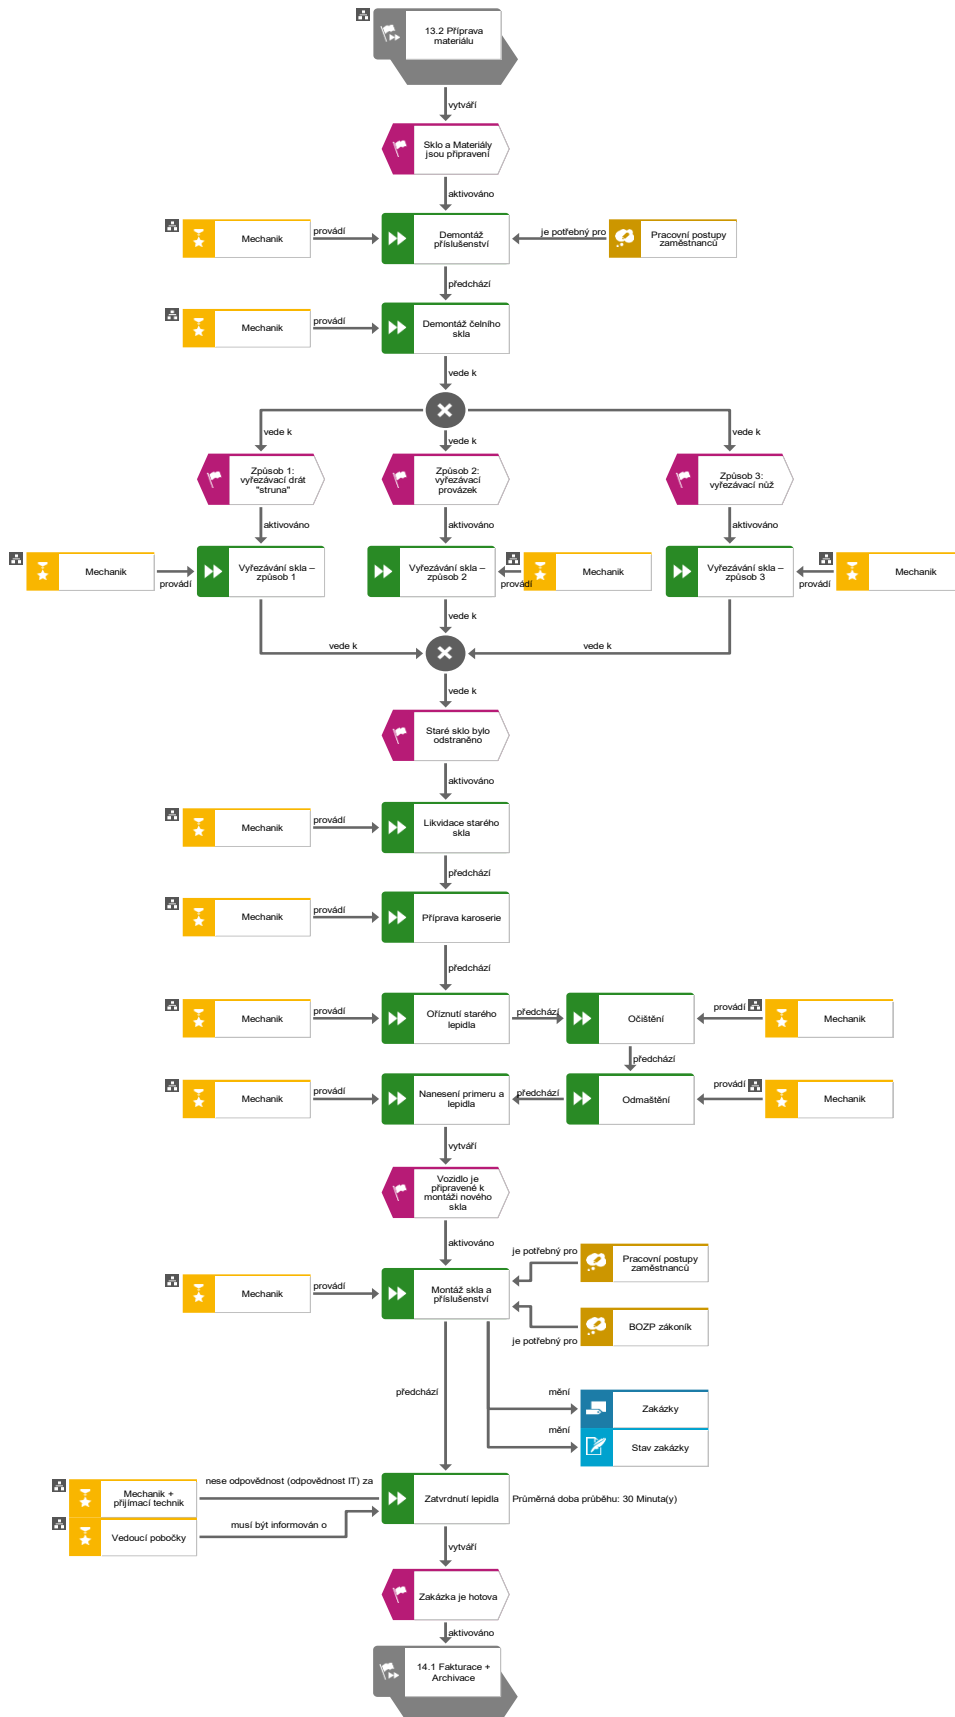 13.2 Příprava
materiálu
vytváří
Sklo a Materiály
jsou připravení
aktivováno
Mechanik
provádí
Demontáž
příslušenství
je potřebný pro
Pracovní postupy
zaměstnanců
předchází
Mechanik
provádí
Demontáž čelního
skla
vede k
vede k
vede k
vede k
Způsob 1:
vyřezávací drát
"struna"
Způsob 2:
vyřezávací
provázek
Způsob 3:
vyřezávací nůž
aktivováno
aktivováno
aktivováno
Mechanik
provádí
Vyřezávání skla –
způsob 1
Vyřezávání skla –
způsob 2
provádí
Mechanik
Vyřezávání skla –
způsob 3
provádí
Mechanik
vede k
vede k
vede k
vede k
Staré sklo bylo
odstraněno
aktivováno
Mechanik
provádí
Likvidace starého
skla
předchází
Mechanik
provádí
Příprava karoserie
předchází
Mechanik
provádí
Oříznutí starého
lepidla
předchází
Očištění
provádí
Mechanik
předchází
Mechanik
provádí
Nanesení primeru a
lepidla
předchází
Odmaštění
provádí
Mechanik
vytváří
Vozidlo je
připravené k
montáži nového
skla
aktivováno
je potřebný pro
Pracovní postupy
zaměstnanců
Mechanik
provádí
Montáž skla a
příslušenství
BOZP zákoník
je potřebný pro
předchází
mění
Zakázky
mění
Stav zakázky
Mechanik +
přijímací technik
nese odpovědnost (odpovědnost IT) za
Zatvrdnutí lepidla
Průměrná doba průběhu: 30 Minuta(y)
Vedoucí pobočky
musí být informován o
vytváří
Zakázka je hotova
aktivováno
14.1 Fakturace +
Archivace